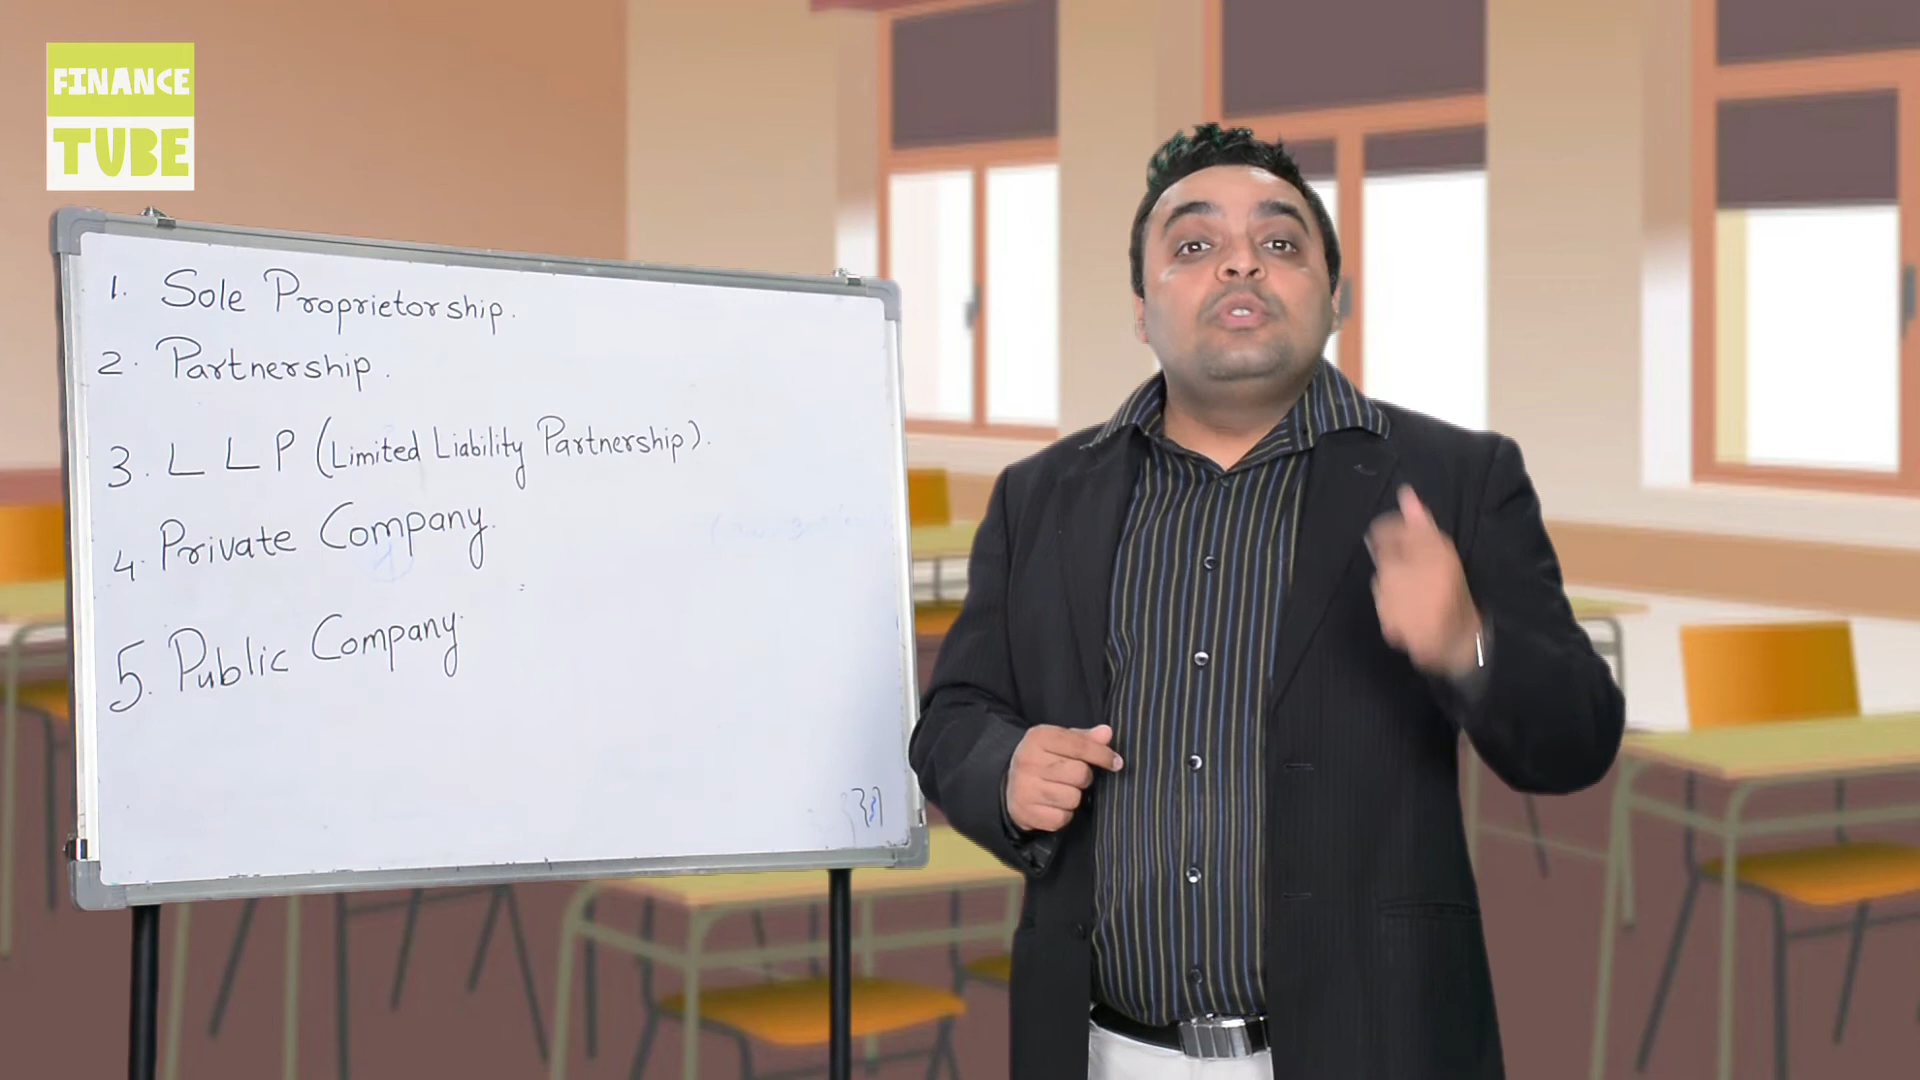 FINANCE
TUBE
1. Sole Proprietorship.
2. Partnership.
3. LLP (Limited Liability Partnership).
4. Private Company.
5. Public Company